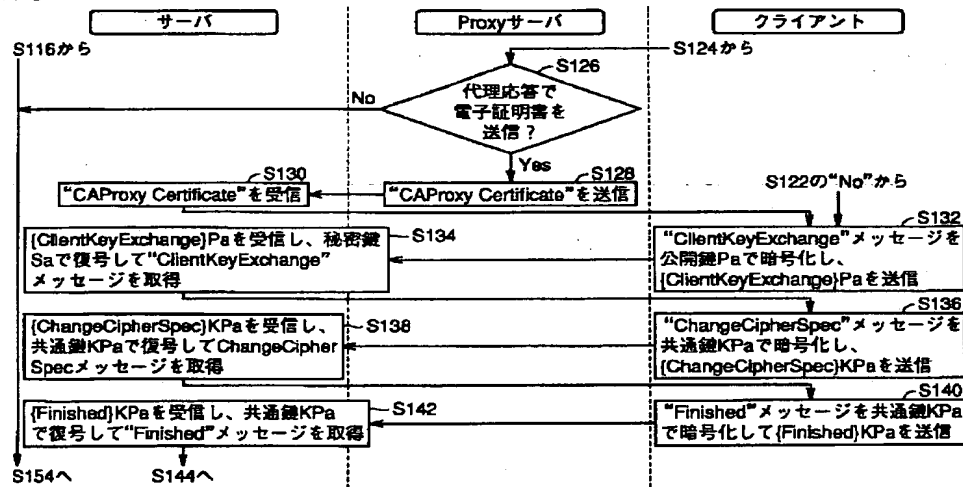 サーバ
Proxyサーバ
クライアント
S116から
S124から
S126
代理応答で
電子証明書を
送信？
No
Yes
S130
S128
“CAProxy Certificate”を受信
“CAProxy Certificate”を送信
S122の“No”から
S132
{ClientKeyExchange}Paを受信し、秘密鍵
Saで復号して“ClientKeyExchange”
メッセージを取得
S134
“ClientKeyExchange”メッセージを
公開鍵Paで暗号化し、
{ClientKeyExchange}Paを送信
S136
{ChangeCipherSpec}KPaを受信し、
共通鍵KPaで復号してChangeCipher
Specメッセージを取得
S138
“ChangeCipherSpec”メッセージを
共通鍵KPaで暗号化し、
{ChangeCipherSpec}KPaを送信
S140
{Finished}KPaを受信し、共通鍵KPa
で復号して“Finished”メッセージを取得
S142
“Finished”メッセージを共通鍵KPa
で暗号化して{Finished}KPaを送信
S154へ
S144へ